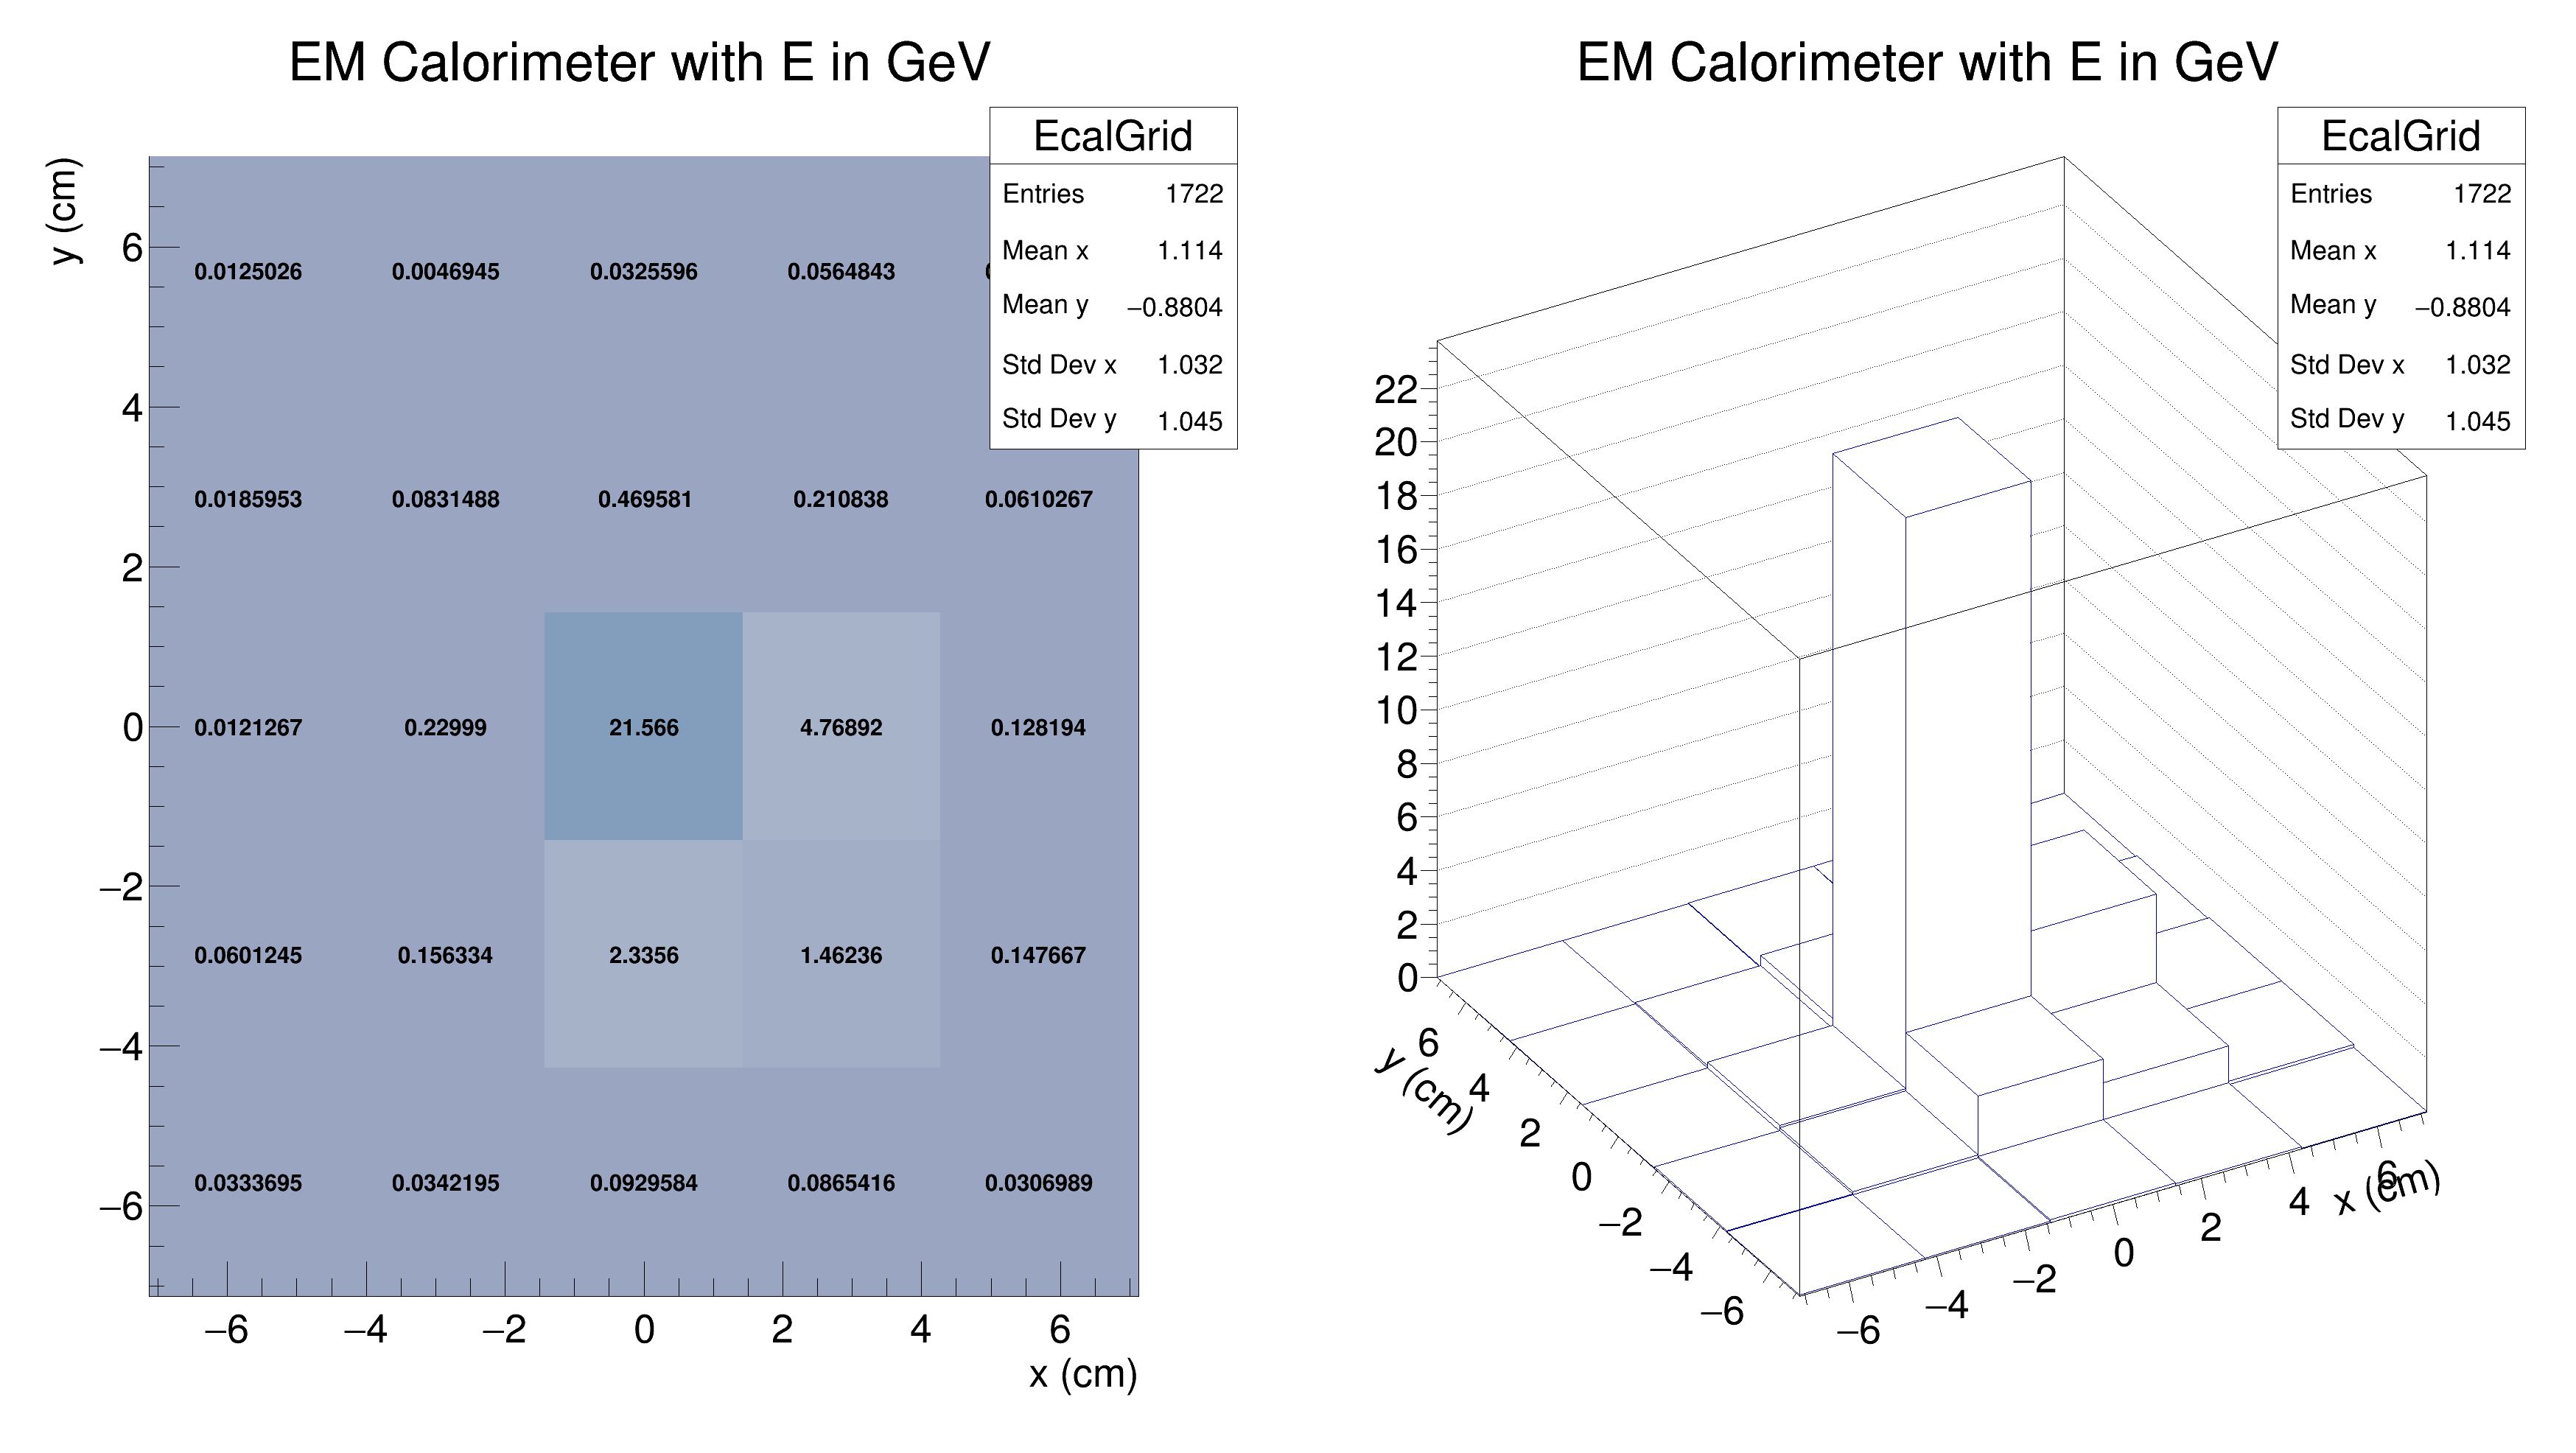 EM Calorimeter with E in GeV
EcalGrid
Entries 1722
Mean x 1.114
Mean y −0.8804
Std Dev x 1.032
Std Dev y 1.045
y (cm)
6
4
2
0
−2
−4
−6
0.0125026 0.0046945 0.0325596 0.0564843
0.0185953 0.0831488 0.469581 0.210838 0.0610267
0.0121267 0.22999 21.566 4.76892 0.128194
0.0601245 0.156334 2.3356 1.46236 0.147667
0.0333695 0.0342195 0.0929584 0.0865416 0.0306989
−6 −4 −2 0 2 4 6
x (cm)
EM Calorimeter with E in GeV
EcalGrid
Entries 1722
Mean x 1.114
Mean y −0.8804
Std Dev x 1.032
Std Dev y 1.045
22
20
18
16
14
12
10
8
6
4
2
0
y (cm)
6
4
2
0
−2
−4
−6
−6
−4
−2
0
2
4
6
x (cm)